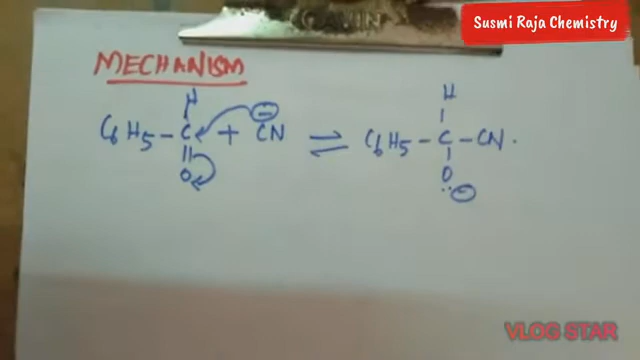 Susmi Raja Chemistry
MECHANISM
H H
C6H5 - C + CN ⇌ C6H5 - C - CN.
|| |
O O
VLOG STAR